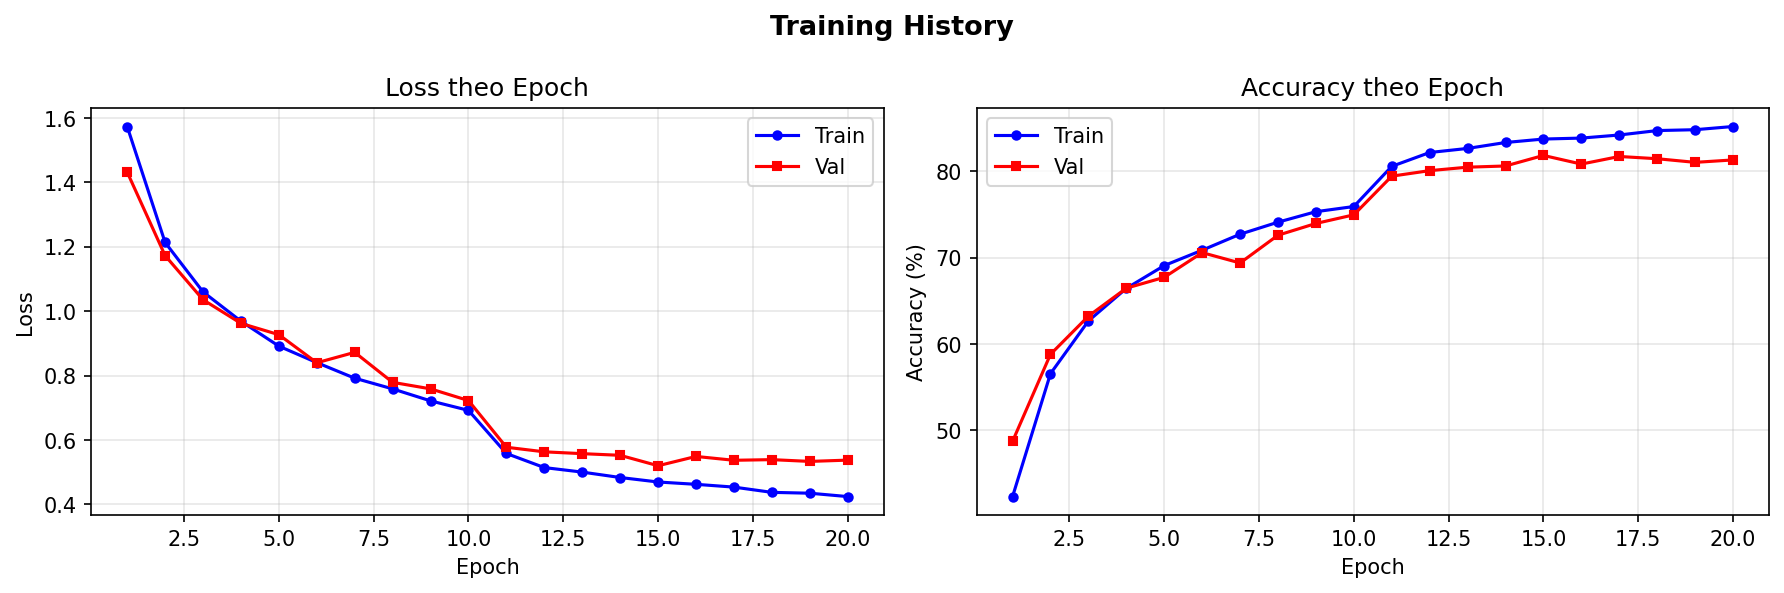 Training History
Loss theo Epoch
Loss
1.6
1.4
1.2
1.0
0.8
0.6
0.4
Train
Val
2.5 5.0 7.5 10.0 12.5 15.0 17.5 20.0
Epoch
Accuracy theo Epoch
Accuracy (%)
80
70
60
50
Train
Val
2.5 5.0 7.5 10.0 12.5 15.0 17.5 20.0
Epoch